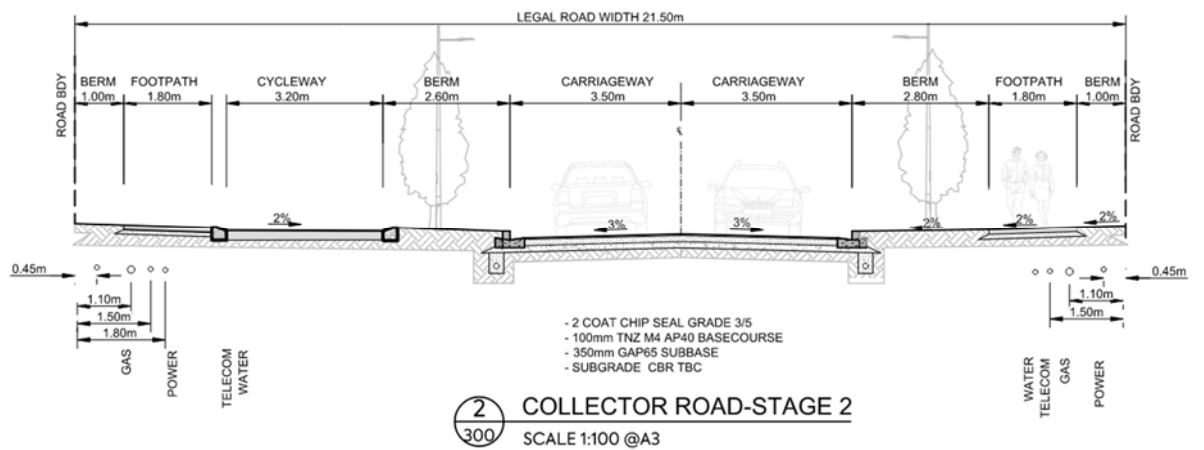 LEGAL ROAD WIDTH 21.50m
ROAD BDY
BERM
1.00m
FOOTPATH
1.80m
CYCLEWAY
3.20m
BERM
2.60m
CARRIAGEWAY
3.50m
CARRIAGEWAY
3.50m
BERM
2.80m
FOOTPATH
1.80m
BERM
1.00m
ROAD BDY
2%
3%
3%
2%
2%
2%
0.45m
1.10m
1.50m
1.80m
GAS
POWER
TELECOM
WATER
0.45m
1.10m
1.50m
WATER
TELECOM
GAS
POWER
- 2 COAT CHIP SEAL GRADE 3/5
- 100mm TNZ M4 AP40 BASECOURSE
- 350mm GAP65 SUBBASE
- SUBGRADE CBR TBC
2
300
COLLECTOR ROAD-STAGE 2
SCALE 1:100 @A3